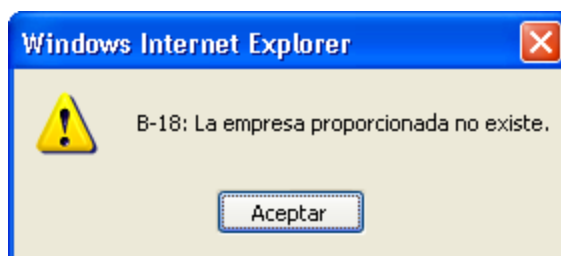 Windows Internet Explorer
B-18: La empresa proporcionada no existe.
Aceptar